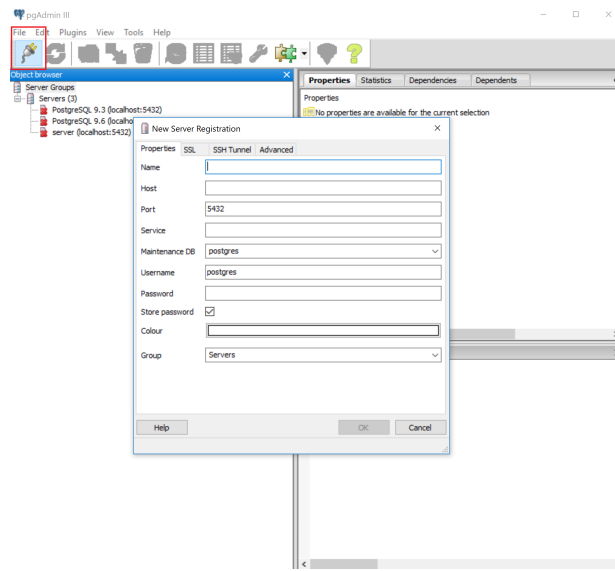 pgAdmin III
File Edit Plugins View Tools Help
Object browser
Server Groups
Servers (3)
PostgreSQL 9.3 (localhost:5432)
PostgreSQL 9.6 (localho
server (localhost:5432)
Properties Statistics Dependencies Dependents
Properties
No properties are available for the current selection
New Server Registration
Properties SSL SSH Tunnel Advanced
Name
Host
Port 5432
Service
Maintenance DB postgres
Username postgres
Password
Store password
Colour
Group Servers
Help OK Cancel